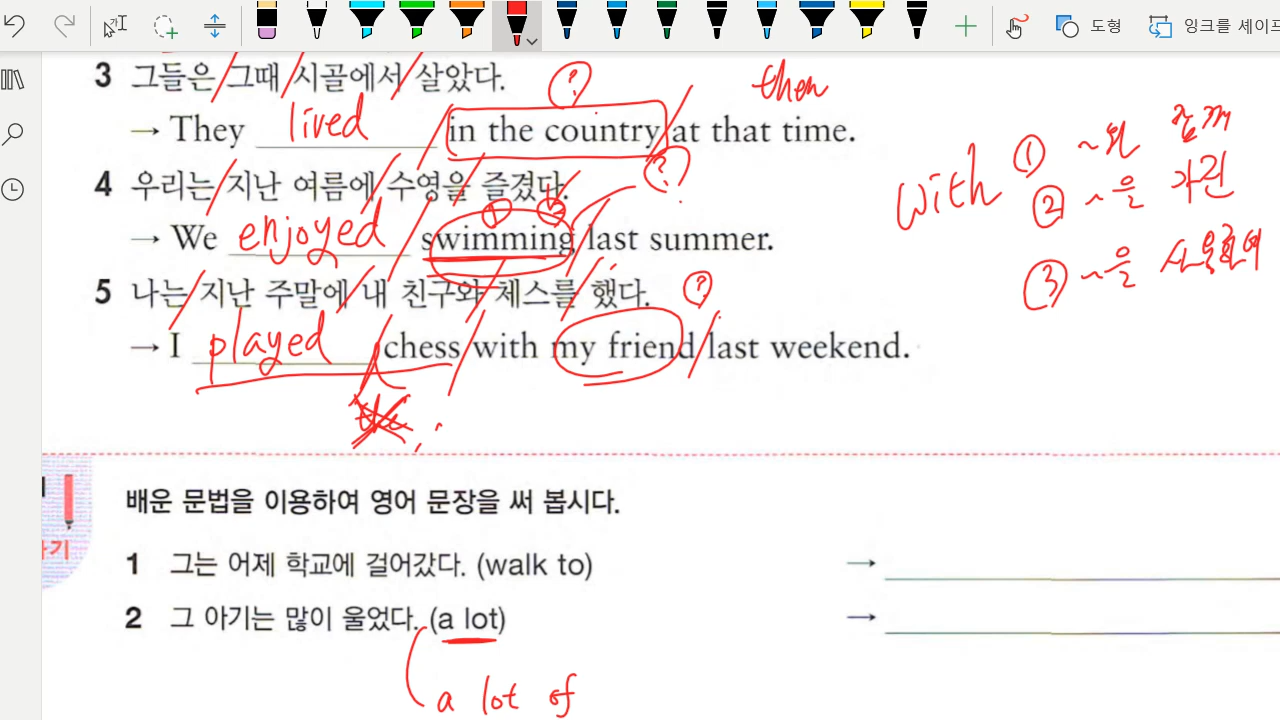 도형
잉크를 셰이프
3 그들은 그때 시골에서 살았다.
then
→ They lived in the country at that time.
with ① ~와 함께
② ~을 가진
③ ~을 사용하여
4 우리는 지난 여름에 수영을 즐겼다.
→ We enjoyed swimming last summer.
5 나는 지난 주말에 내 친구와 체스를 했다.
→ I played chess with my friend last weekend.
배운 문법을 이용하여 영어 문장을 써 봅시다.
1 그는 어제 학교에 걸어갔다. (walk to) →
2 그 아기는 많이 울었다. (a lot) →
a lot of